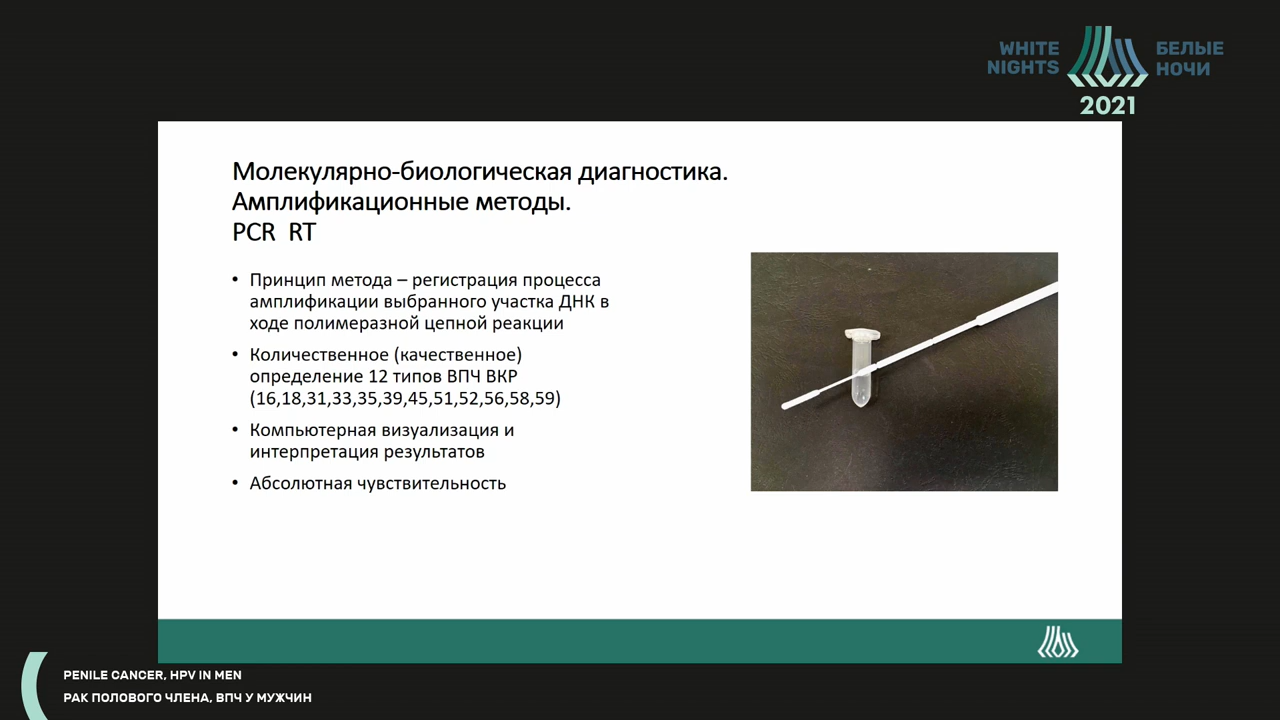 WHITE
NIGHTS
БЕЛЫЕ
НОЧИ
2021
Молекулярно-биологическая диагностика.
Амплификационные методы.
PCR RT
• Принцип метода – регистрация процесса
амплификации выбранного участка ДНК в
ходе полимеразной цепной реакции
• Количественное (качественное)
определение 12 типов ВПЧ ВКР
(16,18,31,33,35,39,45,51,52,56,58,59)
• Компьютерная визуализация и
интерпретация результатов
• Абсолютная чувствительность
PENILE CANCER, HPV IN MEN
РАК ПОЛОВОГО ЧЛЕНА, ВПЧ У МУЖЧИН